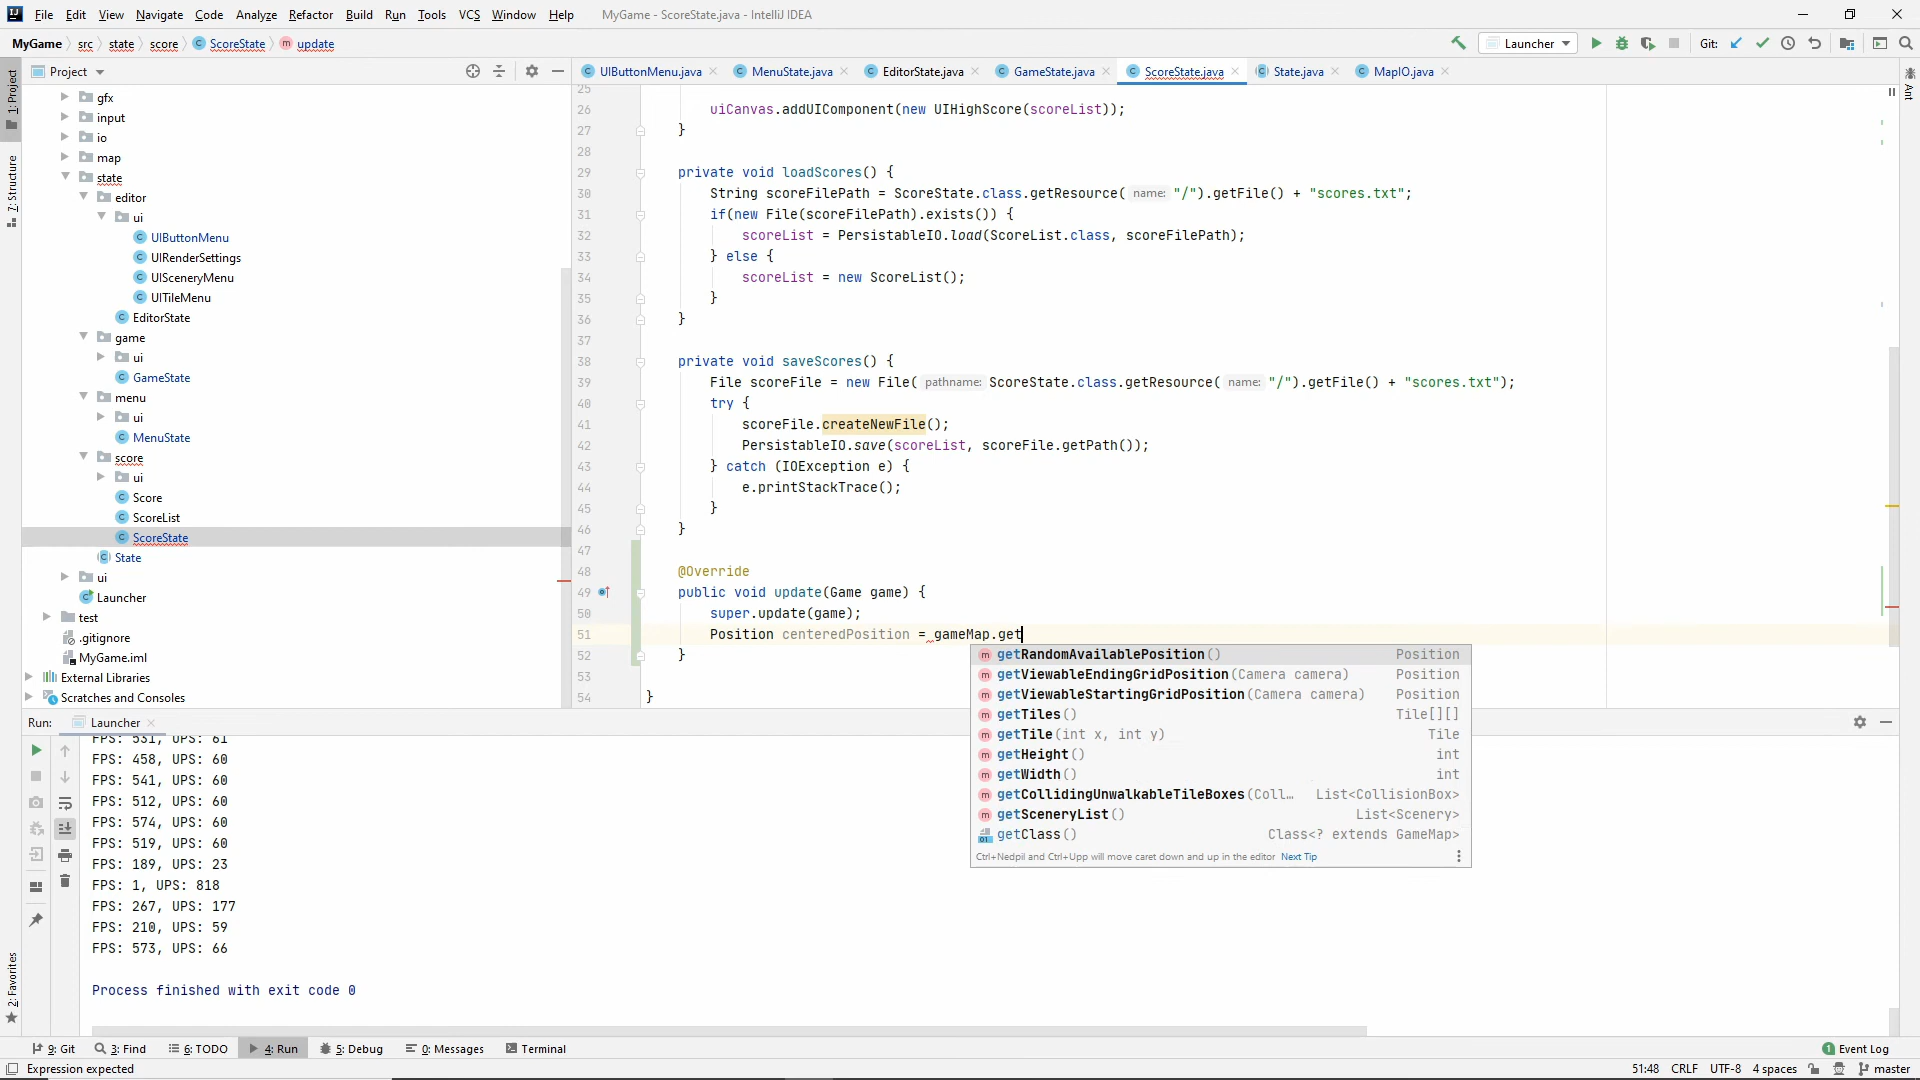 File Edit View Navigate Code Analyze Refactor Build Run Tools VCS Window Help MyGame - ScoreState.java - IntelliJ IDEA
MyGame src state score ScoreState update Launcher Git:
Project UIButtonMenu.java MenuState.java EditorState.java GameState.java ScoreState.java State.java MapIO.java
1: Project
7: Structure
2: Favorites
Ant
gfx
input
io
map
state
editor
ui
UIButtonMenu
UIRenderSettings
UISceneryMenu
UITileMenu
EditorState
game
ui
GameState
menu
ui
MenuState
score
ui
Score
ScoreList
ScoreState
State
ui
Launcher
test
.gitignore
MyGame.iml
External Libraries
Scratches and Consoles
25
26 uiCanvas.addUIComponent(new UIHighScore(scoreList));
27 }
28
29 private void loadScores() {
30 String scoreFilePath = ScoreState.class.getResource( name: "/").getFile() + "scores.txt";
31 if(new File(scoreFilePath).exists()) {
32 scoreList = PersistableIO.load(ScoreList.class, scoreFilePath);
33 } else {
34 scoreList = new ScoreList();
35 }
36 }
37
38 private void saveScores() {
39 File scoreFile = new File( pathname: ScoreState.class.getResource( name: "/").getFile() + "scores.txt");
40 try {
41 scoreFile.createNewFile();
42 PersistableIO.save(scoreList, scoreFile.getPath());
43 } catch (IOException e) {
44 e.printStackTrace();
45 }
46 }
47
48 @Override
49 public void update(Game game) {
50 super.update(game);
51 Position centeredPosition = gameMap.get
52 }
53
54 }
getRandomAvailablePosition() Position
getViewableEndingGridPosition(Camera camera) Position
getViewableStartingGridPosition(Camera camera) Position
getTiles() Tile[][]
getTile(int x, int y) Tile
getHeight() int
getWidth() int
getCollidingUnwalkableTileBoxes(Coll… List<CollisionBox>
getSceneryList() List<Scenery>
getClass() Class<? extends GameMap>
Ctrl+Nedpil and Ctrl+Upp will move caret down and up in the editor Next Tip
Run: Launcher
FPS: 531, UPS: 61
FPS: 458, UPS: 60
FPS: 541, UPS: 60
FPS: 512, UPS: 60
FPS: 574, UPS: 60
FPS: 519, UPS: 60
FPS: 189, UPS: 23
FPS: 1, UPS: 818
FPS: 267, UPS: 177
FPS: 210, UPS: 59
FPS: 573, UPS: 66
Process finished with exit code 0
9: Git 3: Find 6: TODO 4: Run 5: Debug 0: Messages Terminal 1 Event Log
Expression expected 51:48 CRLF UTF-8 4 spaces master